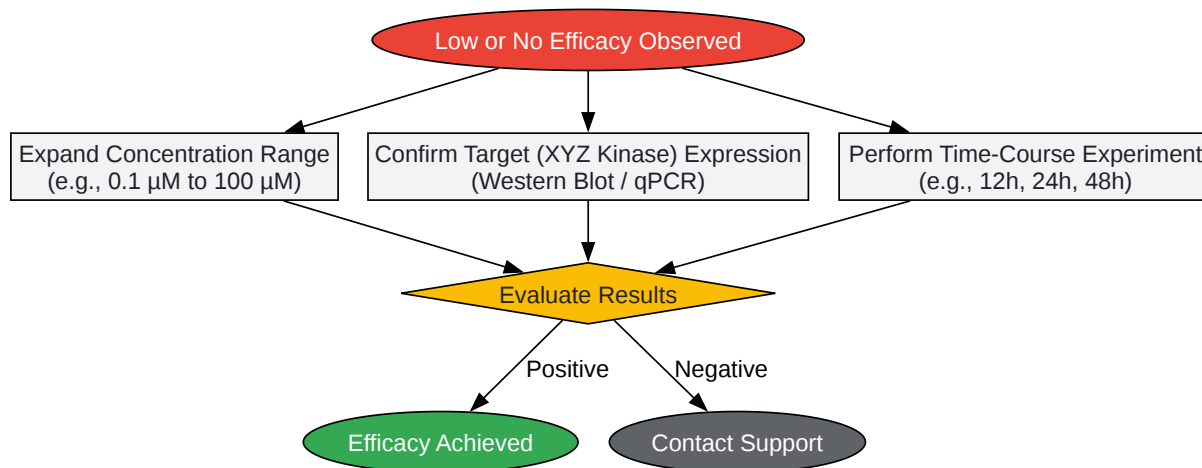 Low or No Efficacy Observed
Expand Concentration Range
(e.g., 0.1 µM to 100 µM)
Confirm Target (XYZ Kinase) Expression
(Western Blot / qPCR)
Perform Time-Course Experiment
(e.g., 12h, 24h, 48h)
Evaluate Results
Positive
Negative
Efficacy Achieved
Contact Support